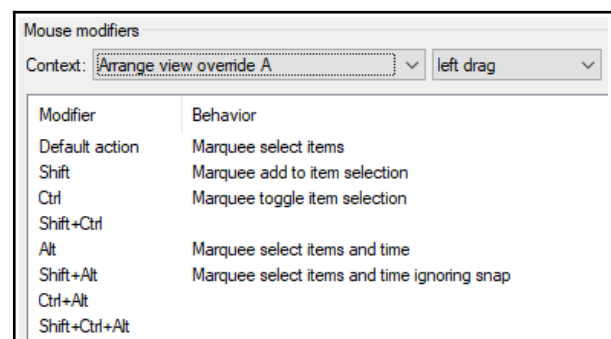 Mouse modifiers
Context: Arrange view override A left drag
Modifier Behavior
Default action Marquee select items
Shift Marquee add to item selection
Ctrl Marquee toggle item selection
Shift+Ctrl
Alt Marquee select items and time
Shift+Alt Marquee select items and time ignoring snap
Ctrl+Alt
Shift+Ctrl+Alt